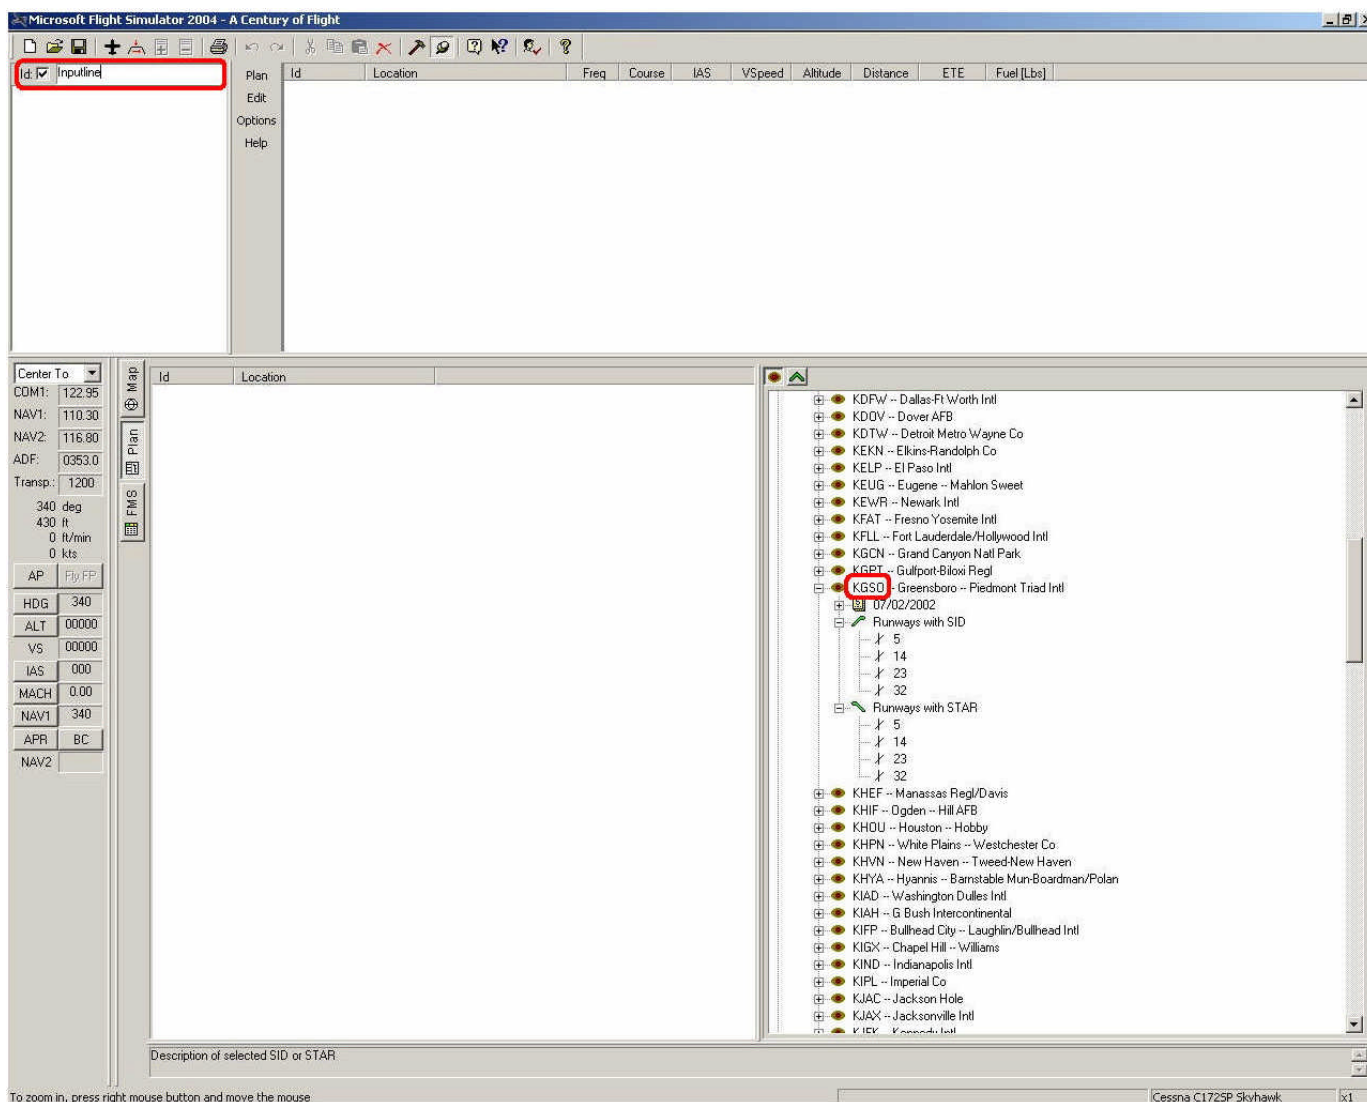 Microsoft Flight Simulator 2004 - A Century of Flight
Id: Inputline
Plan
Edit
Options
Help
Id Location Freq Course IAS VSpeed Altitude Distance ETE Fuel [Lbs]
Center To
COM1: 122.95
NAV1: 110.30
NAV2: 116.80
ADF: 0353.0
Transp.: 1200
340 deg
430 ft
0 ft/min
0 kts
AP Fly FP
HDG 340
ALT 00000
VS 00000
IAS 000
MACH 0.00
NAV1 340
APR BC
NAV2
Map
Plan
FMS
Id Location
KDFW -- Dallas-Ft Worth Intl
KDOV -- Dover AFB
KDTW -- Detroit Metro Wayne Co
KEKN -- Elkins-Randolph Co
KELP -- El Paso Intl
KEUG -- Eugene -- Mahlon Sweet
KEWR -- Newark Intl
KFAT -- Fresno Yosemite Intl
KFLL -- Fort Lauderdale/Hollywood Intl
KGCN -- Grand Canyon Natl Park
KGPT -- Gulfport-Biloxi Regl
KGSO -- Greensboro -- Piedmont Triad Intl
07/02/2002
Runways with SID
5
14
23
32
Runways with STAR
5
14
23
32
KHEF -- Manassas Regl/Davis
KHIF -- Ogden -- Hill AFB
KHOU -- Houston -- Hobby
KHPN -- White Plains -- Westchester Co
KHVN -- New Haven -- Tweed-New Haven
KHYA -- Hyannis -- Barnstable Mun-Boardman/Polan
KIAD -- Washington Dulles Intl
KIAH -- G Bush Intercontinental
KIFP -- Bullhead City -- Laughlin/Bullhead Intl
KIGX -- Chapel Hill -- Williams
KIND -- Indianapolis Intl
KIPL -- Imperial Co
KJAC -- Jackson Hole
KJAX -- Jacksonville Intl
KJFK -- Kennedy Intl
Description of selected SID or STAR
To zoom in, press right mouse button and move the mouse
Cessna C172SP Skyhawk x1